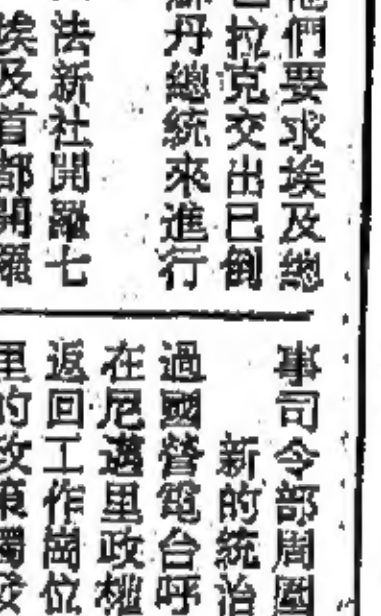 們要求埃及總
拉克交出已倒
丹總統來進行
法新社開羅七
埃及首都開羅
事司令部周圍
新的統治
過國營電台呼
在尼邁里政權
返回工作崗位
里的政策獨